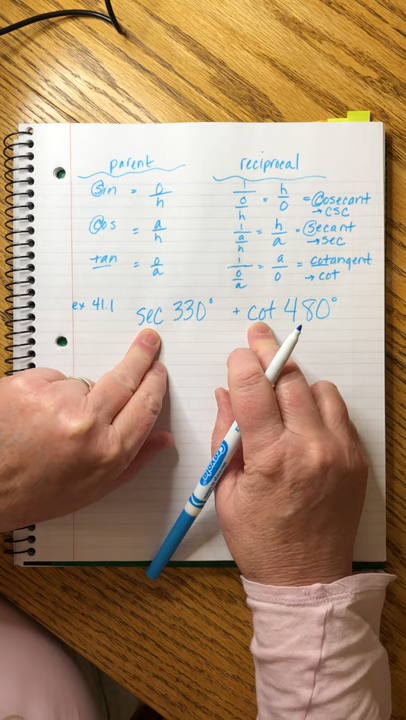 parent reciprocal
sin = o/h 1/(o/h) = h/o = cosecant
→ csc
cos = a/h 1/(a/h) = h/a = secant
→ sec
tan = o/a 1/(o/a) = a/o = cotangent
→ cot
ex 41.1 sec 330° + cot 480°
Crayola